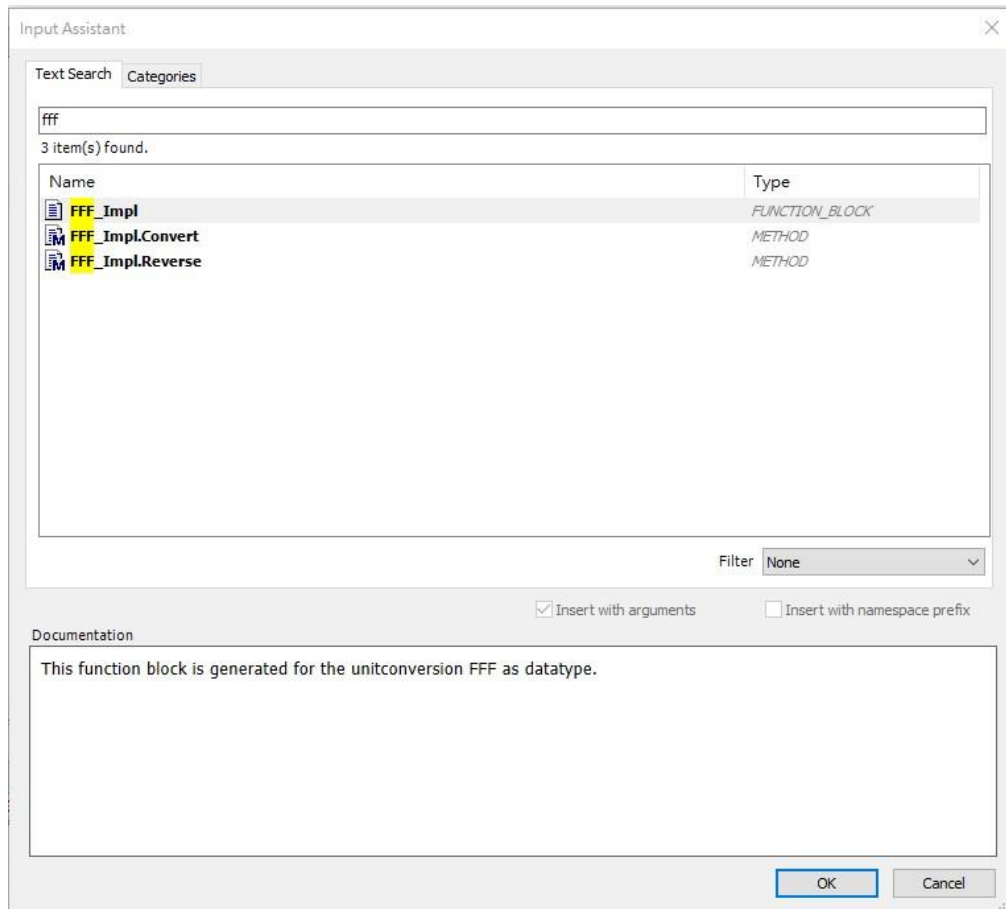 Input Assistant
Text Search Categories
fff
3 item(s) found.
Name Type
FFF_Impl FUNCTION_BLOCK
FFF_Impl.Convert METHOD
FFF_Impl.Reverse METHOD
Filter None
Insert with arguments Insert with namespace prefix
Documentation
This function block is generated for the unitconversion FFF as datatype.
OK Cancel